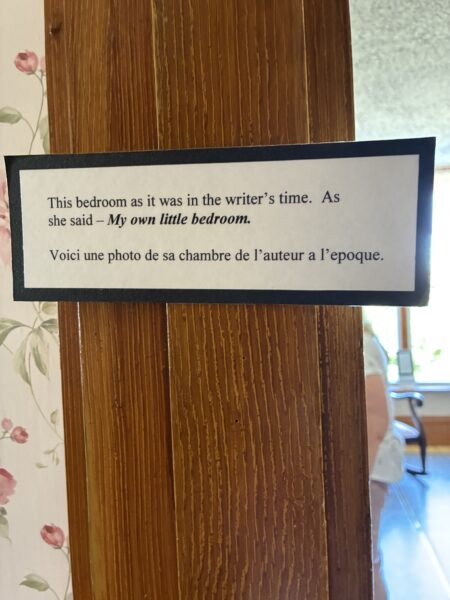 This bedroom as it was in the writer's time.  As
she said – My own little bedroom.
Voici une photo de sa chambre de l'auteur a l'epoque.